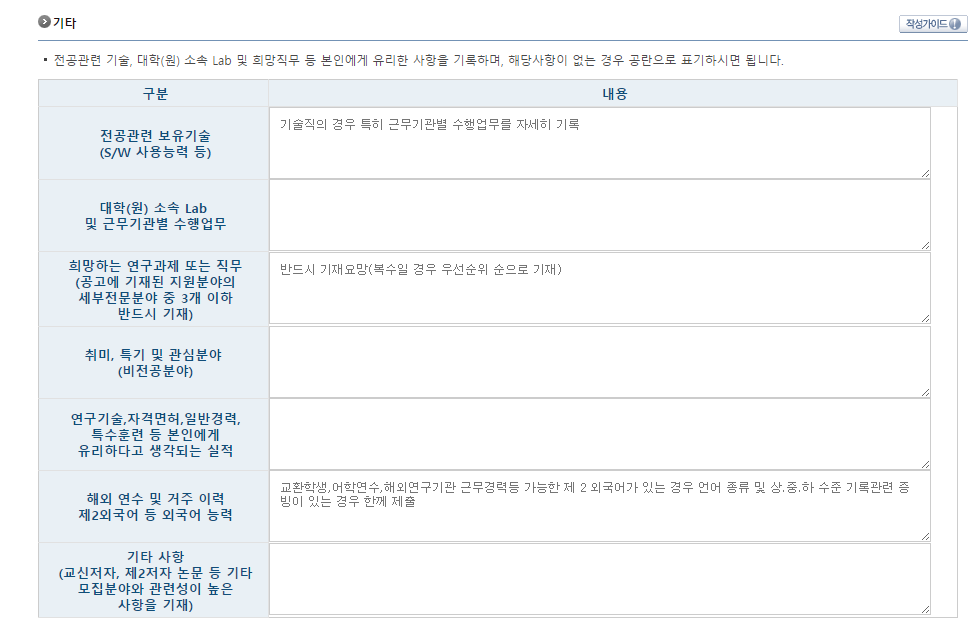 기타
작성가이드
• 전공관련 기술, 대학(원) 소속 Lab 및 희망직무 등 본인에게 유리한 사항을 기록하며, 해당사항이 없는 경우 공란으로 표기하시면 됩니다.
구분 내용
전공관련 보유기술
(S/W 사용능력 등)
기술직의 경우 특히 근무기관별 수행업무를 자세히 기록
대학(원) 소속 Lab
및 근무기관별 수행업무
희망하는 연구과제 또는 직무
(공고에 기재된 지원분야의
세부전문분야 중 3개 이하
반드시 기재)
반드시 기재요망(복수일 경우 우선순위 순으로 기재)
취미, 특기 및 관심분야
(비전공분야)
연구기술,자격면허,일반경력,
특수훈련 등 본인에게
유리하다고 생각되는 실적
해외 연수 및 거주 이력
제2외국어 등 외국어 능력
교환학생,어학연수,해외연구기관 근무경력등 가능한 제 2 외국어가 있는 경우 언어 종류 및 상.중.하 수준 기록관련 증
빙이 있는 경우 한께 제출
기타 사항
(교신저자, 제2저자 논문 등 기타
모집분야와 관련성이 높은
사항을 기재)